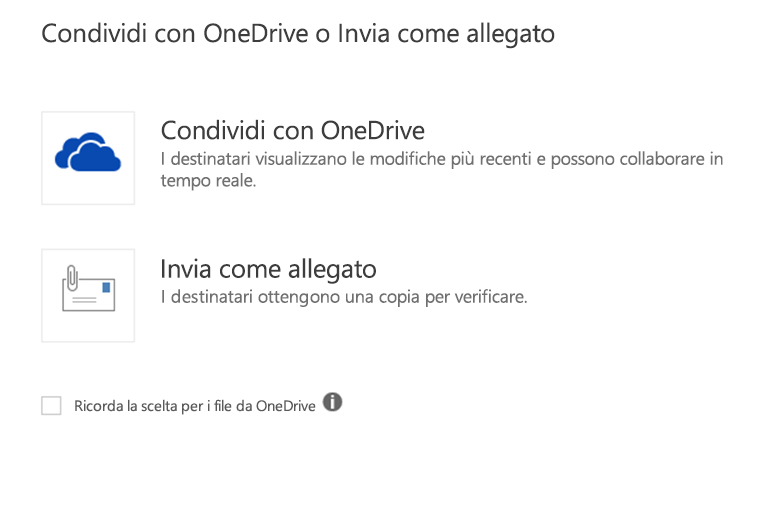 Condividi con OneDrive o Invia come allegato
Condividi con OneDrive
I destinatari visualizzano le modifiche più recenti e possono collaborare in
tempo reale.
Invia come allegato
I destinatari ottengono una copia per verificare.
Ricorda la scelta per i file da OneDrive